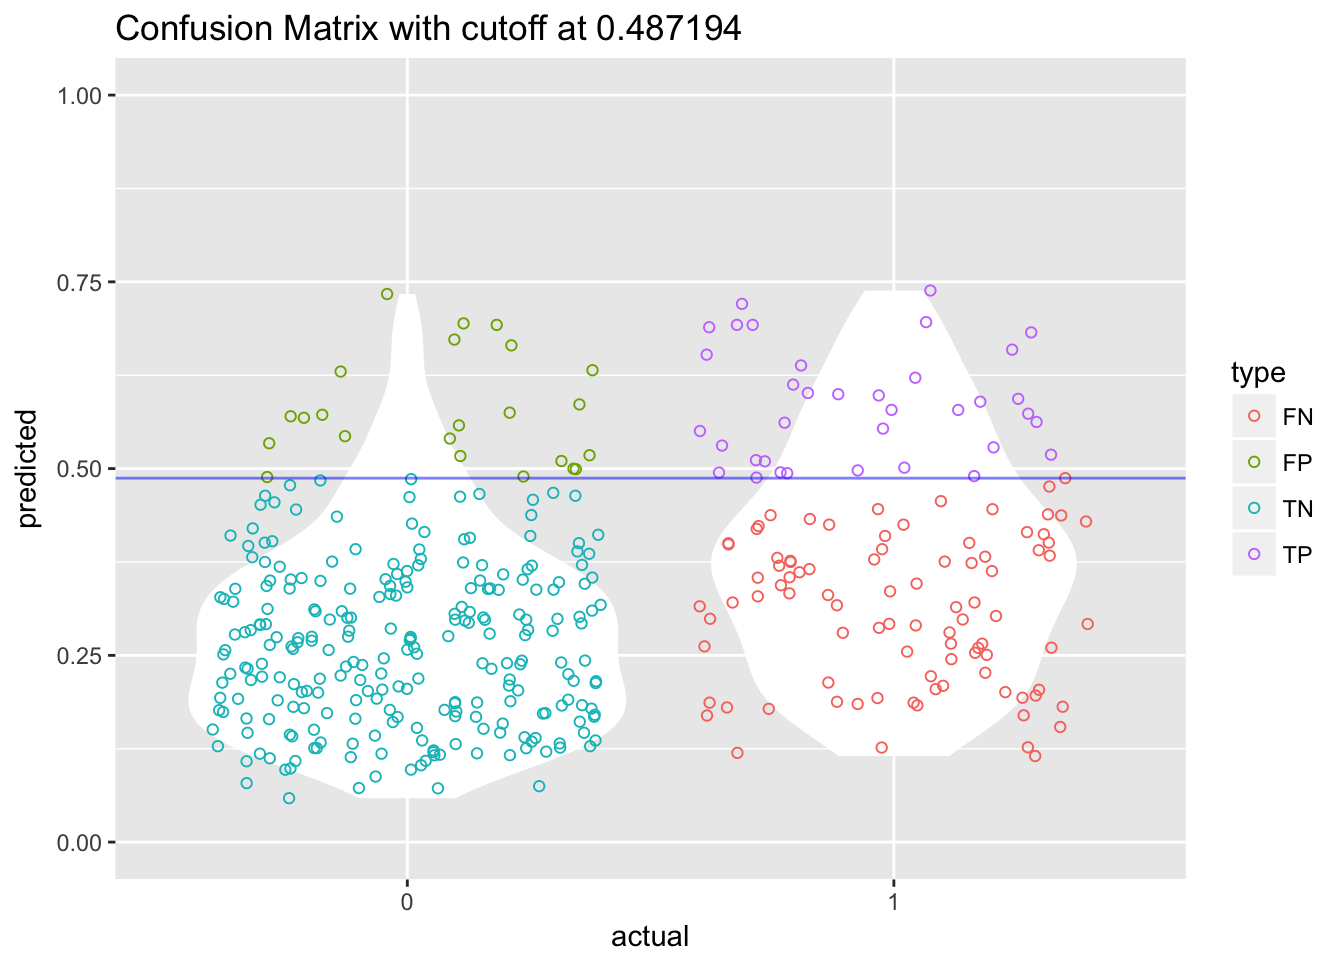 Confusion Matrix with cutoff at 0.487194
1.00
0.75
0.50
0.25
0.00
predicted
0
1
actual
type
FN
FP
TN
TP